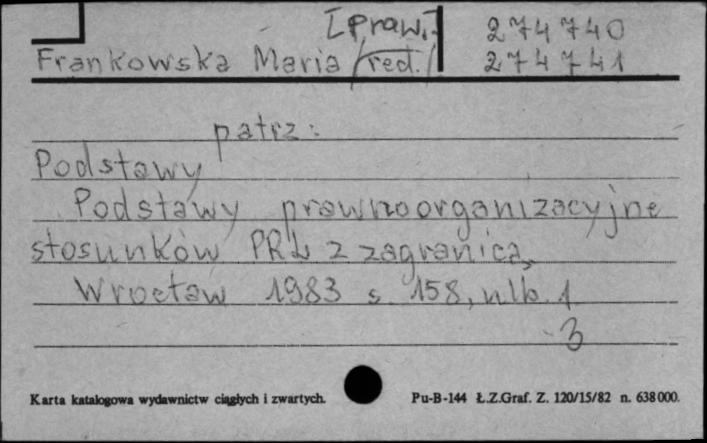 [praw.] 274740
Frankowska Maria /red./ 274741
patrz:
Podstawy
Podstawy prawnoorganizacyjne
stosunków PRL z zagranicą,
Wrocław 1983 s. 158, nlb. 1
3
Karta katalogowa wydawnictw ciągłych i zwartych. Pu-B-144 Ł.Z.Graf. Z. 120/15/82 n. 638000.